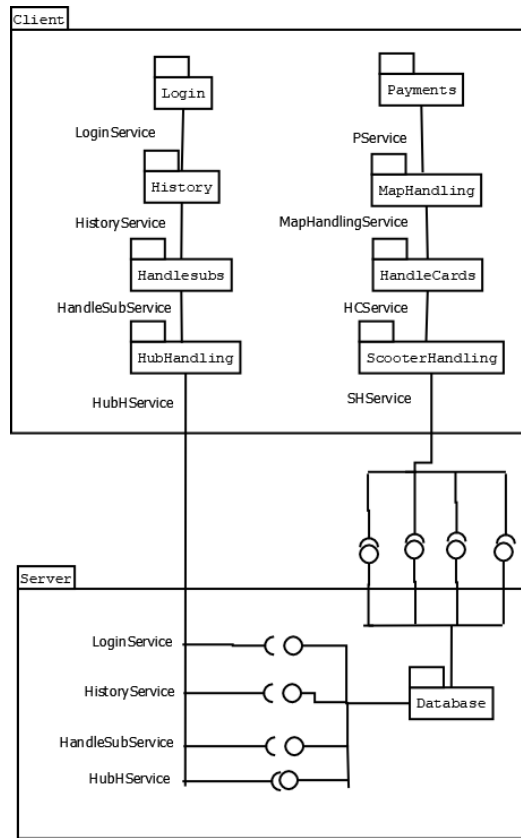 Client
Login
Payments
LoginService
PService
History
MapHandling
HistoryService
MapHandlingService
Handlesubs
HandleCards
HandleSubService
HCService
HubHandling
ScooterHandling
HubHService
SHService
Server
LoginService
HistoryService
Database
HandleSubService
HubHService